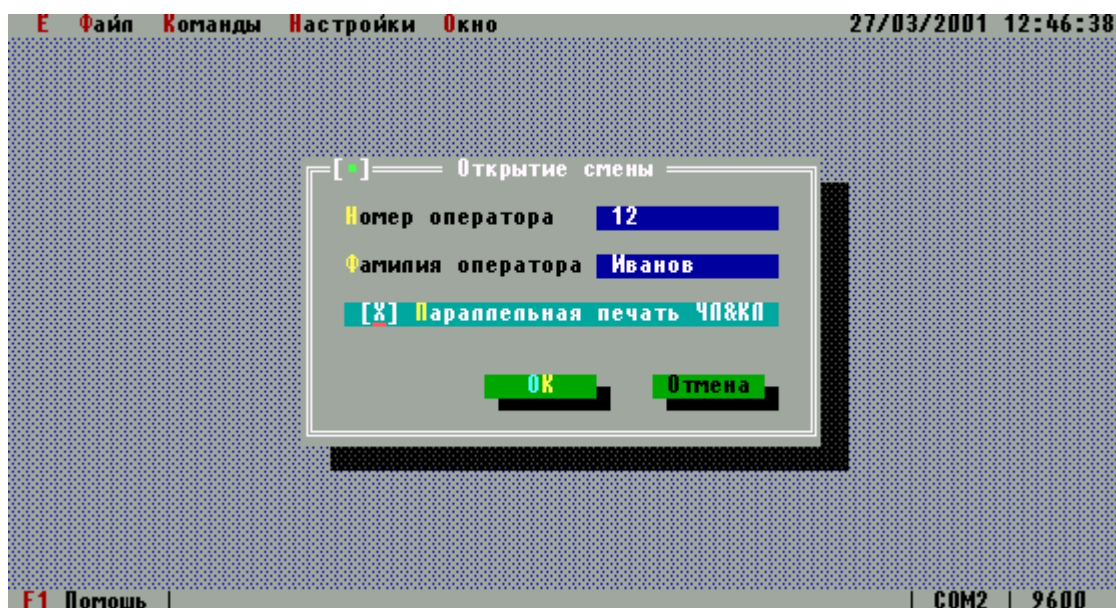 E Файл Команды Настройки Окно 27/03/2001 12:46:38
Открытие смены
Номер оператора 12
Фамилия оператора Иванов
[X] Параллельная печать ЧЛ&КЛ
OK Отмена
F1 Помощь | | COM2 | 9600